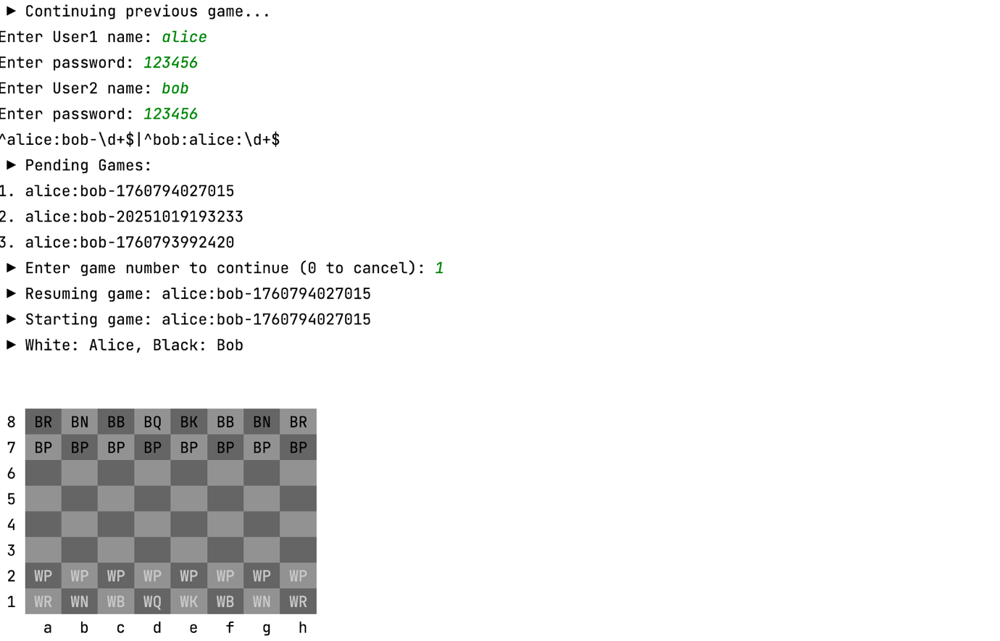 ► Continuing previous game...
Enter User1 name: alice
Enter password: 123456
Enter User2 name: bob
Enter password: 123456
^alice:bob-\d+$|^bob:alice:\d+$
► Pending Games:
1. alice:bob-1760794027015
2. alice:bob-20251019193233
3. alice:bob-1760793992420
► Enter game number to continue (0 to cancel): 1
► Resuming game: alice:bob-1760794027015
► Starting game: alice:bob-1760794027015
► White: Alice, Black: Bob
8 BR BN BB BQ BK BB BN BR
7 BP BP BP BP BP BP BP BP
6
5
4
3
2 WP WP WP WP WP WP WP WP
1 WR WN WB WQ WK WB WN WR
a b c d e f g h